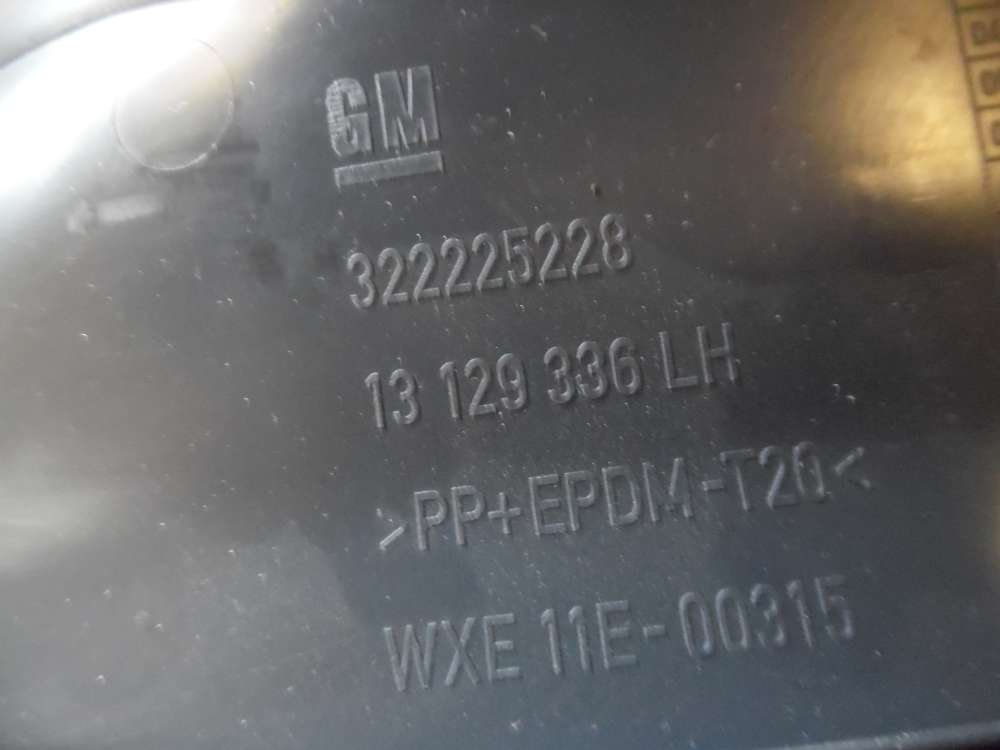 GM
322225228
13 129 336 LH
>PP+EPDM-T20<
WXE 11E-00315